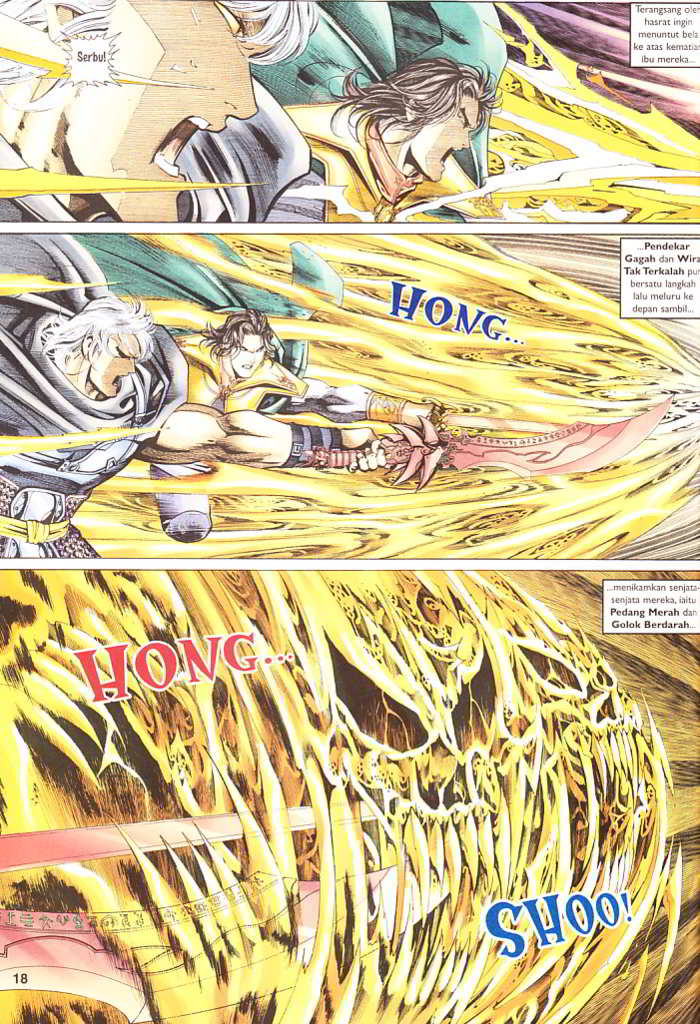 Serbu!
Terangsang oleh
hasrat ingin
menuntut bela
ke atas kematian
ibu mereka...
...Pendekar
Gagah dan Wira
Tak Terkalah pun
bersatu langkah
lalu meluru ke
depan sambil...
HONG...
...menikamkan senjata-
senjata mereka, iaitu
Pedang Merah dan
Golok Berdarah...
HONG...
SHOO!
18